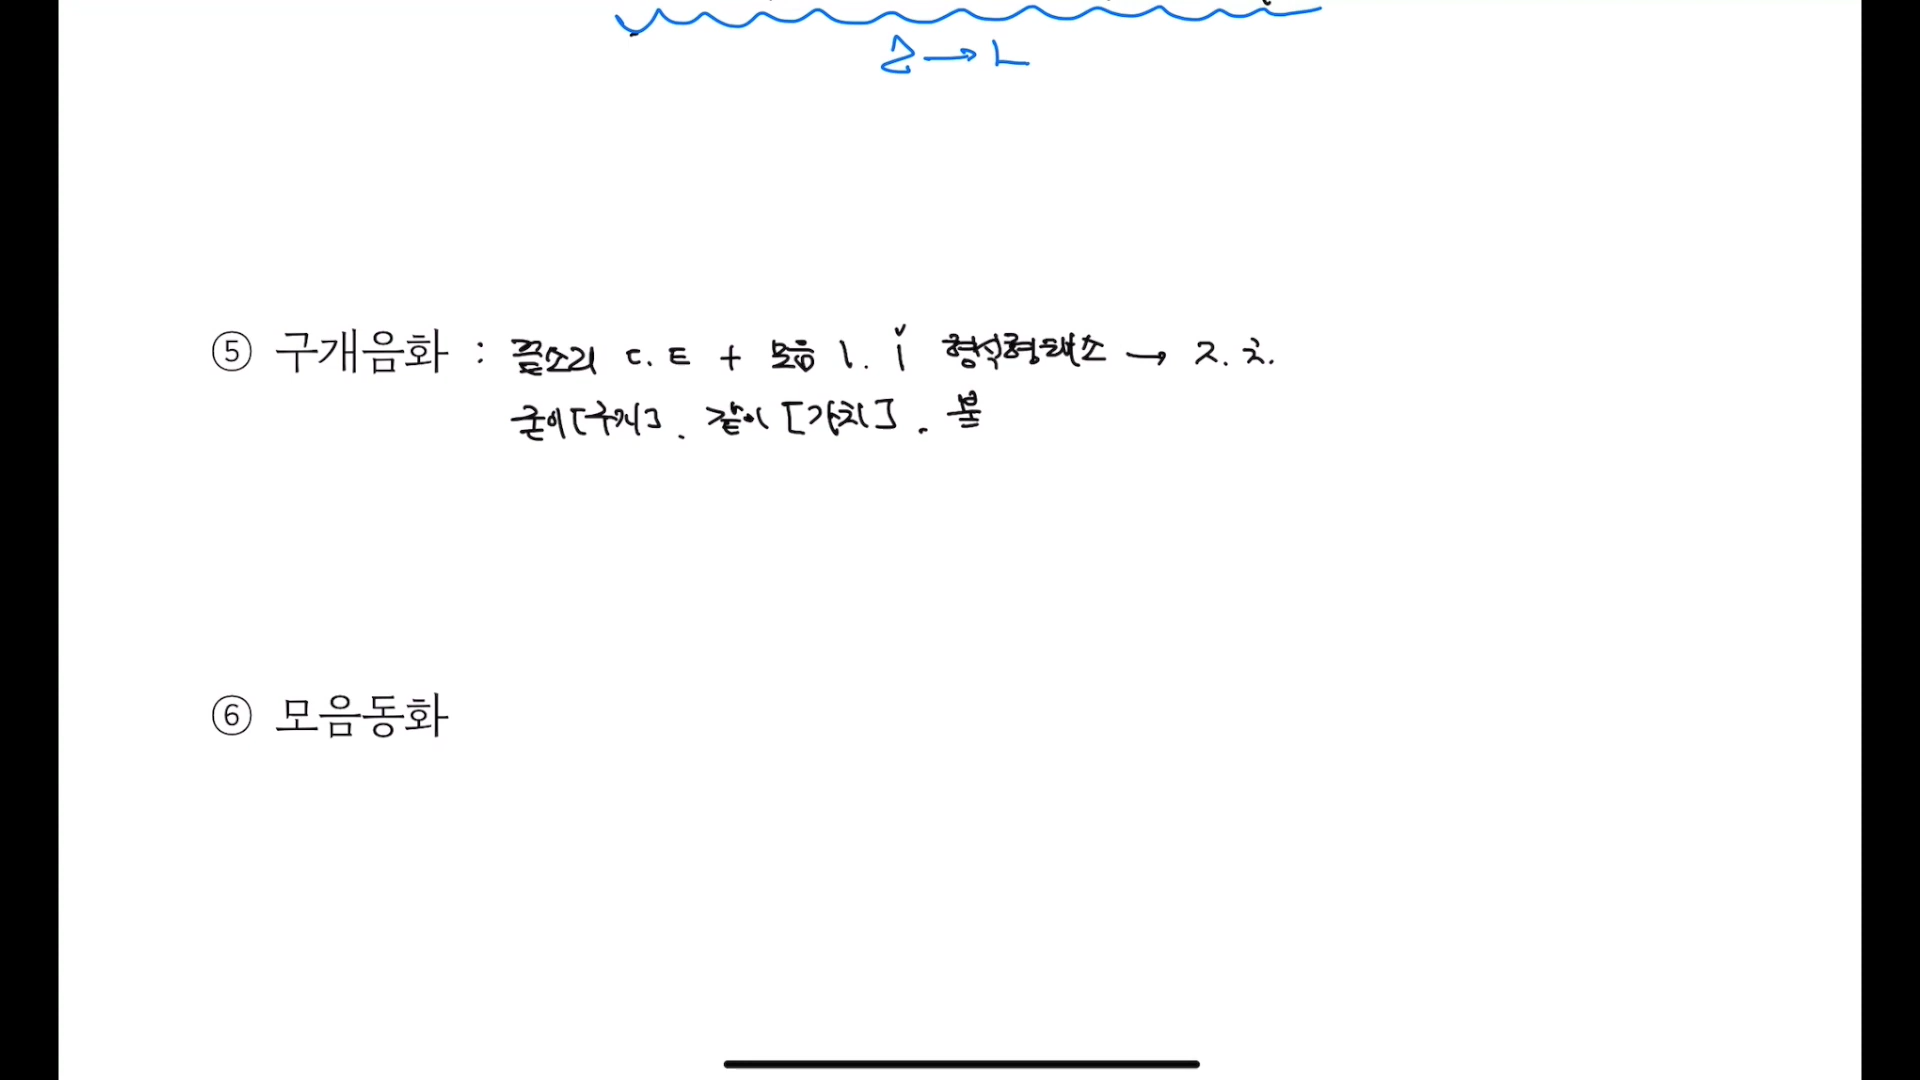 ㄹ→ㄴ
⑤ 구개음화 : 끝소리 ㄷ. ㅌ + 모음 ㅣ. ǐ 형식형태소 → ㅈ. ㅊ.
굳이[구지]. 같이[가치]. 붙
⑥ 모음동화